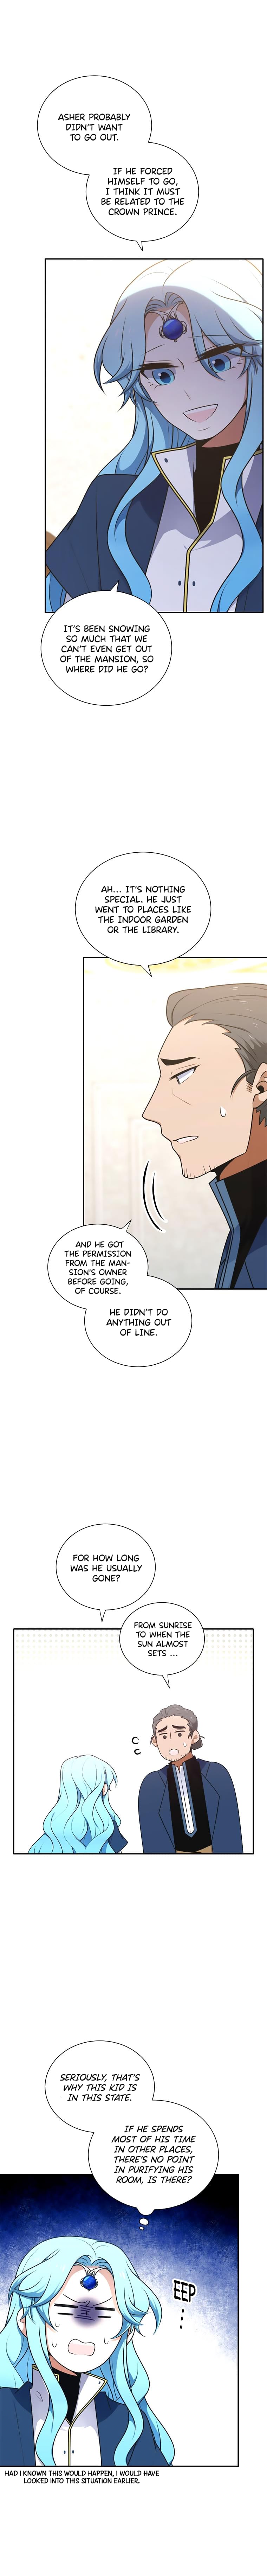 ASHER PROBABLY
DIDN'T WANT
TO GO OUT.
IF HE FORCED
HIMSELF TO GO,
I THINK IT MUST
BE RELATED TO THE
CROWN PRINCE.
IT'S BEEN SNOWING
SO MUCH THAT WE
CAN'T EVEN GET OUT
OF THE MANSION, SO
WHERE DID HE GO?
AH... IT'S NOTHING
SPECIAL. HE JUST
WENT TO PLACES LIKE
THE INDOOR GARDEN
OR THE LIBRARY.
AND HE GOT
THE PERMISSION
FROM THE MAN-
SION'S OWNER
BEFORE GOING,
OF COURSE.
HE DIDN'T DO
ANYTHING OUT
OF LINE.
FOR HOW LONG
WAS HE USUALLY
GONE?
FROM SUNRISE
TO WHEN THE
SUN ALMOST
SETS ...
SERIOUSLY, THAT'S
WHY THIS KID IS
IN THIS STATE.
IF HE SPENDS
MOST OF HIS TIME
IN OTHER PLACES,
THERE'S NO POINT
IN PURIFYING HIS
ROOM, IS THERE?
EEP...
HAD I KNOWN THIS WOULD HAPPEN, I WOULD HAVE
LOOKED INTO THIS SITUATION EARLIER.